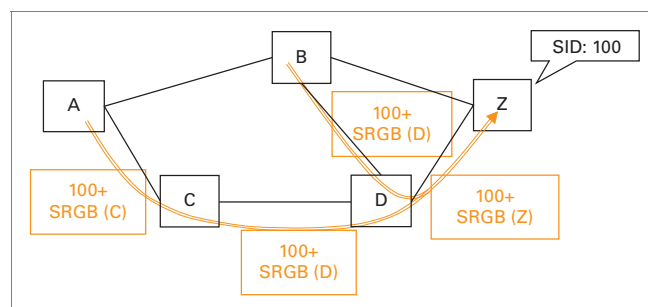 B
SID: 100
A
Z
100+
SRGB (D)
100+
SRGB (C)
C
D
100+
SRGB (Z)
100+
SRGB (D)